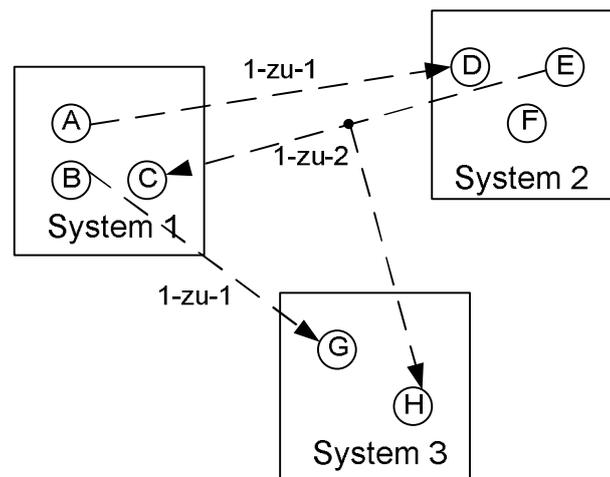 1-zu-1
D
E
A
F
1-zu-2
B
C
System 2
System 1
1-zu-1
G
H
System 3